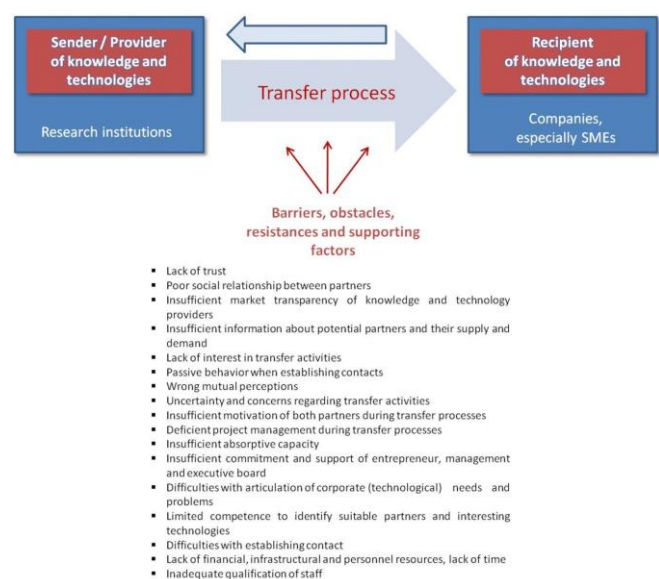 Sender / Provider
of knowledge and
technologies
Research institutions
Transfer process
Recipient
of knowledge and
technologies
Companies,
especially SMEs
Barriers, obstacles,
resistances and supporting
factors
▪ Lack of trust
▪ Poor social relationship between partners
▪ Insufficient market transparency of knowledge and technology
providers
▪ Insufficient information about potential partners and their supply and
demand
▪ Lack of interest in transfer activities
▪ Passive behavior when establishing contacts
▪ Wrong mutual perceptions
▪ Uncertainty and concerns regarding transfer activities
▪ Insufficient motivation of both partners during transfer processes
▪ Deficient project management during transfer processes
▪ Insufficient absorptive capacity
▪ Insufficient commitment and support of entrepreneur, management
and executive board
▪ Difficulties with articulation of corporate (technological) needs and
problems
▪ Limited competence to identify suitable partners and interesting
technologies
▪ Difficulties with establishing contact
▪ Lack of financial, infrastructural and personnel resources, lack of time
▪ Inadequate qualification of staff